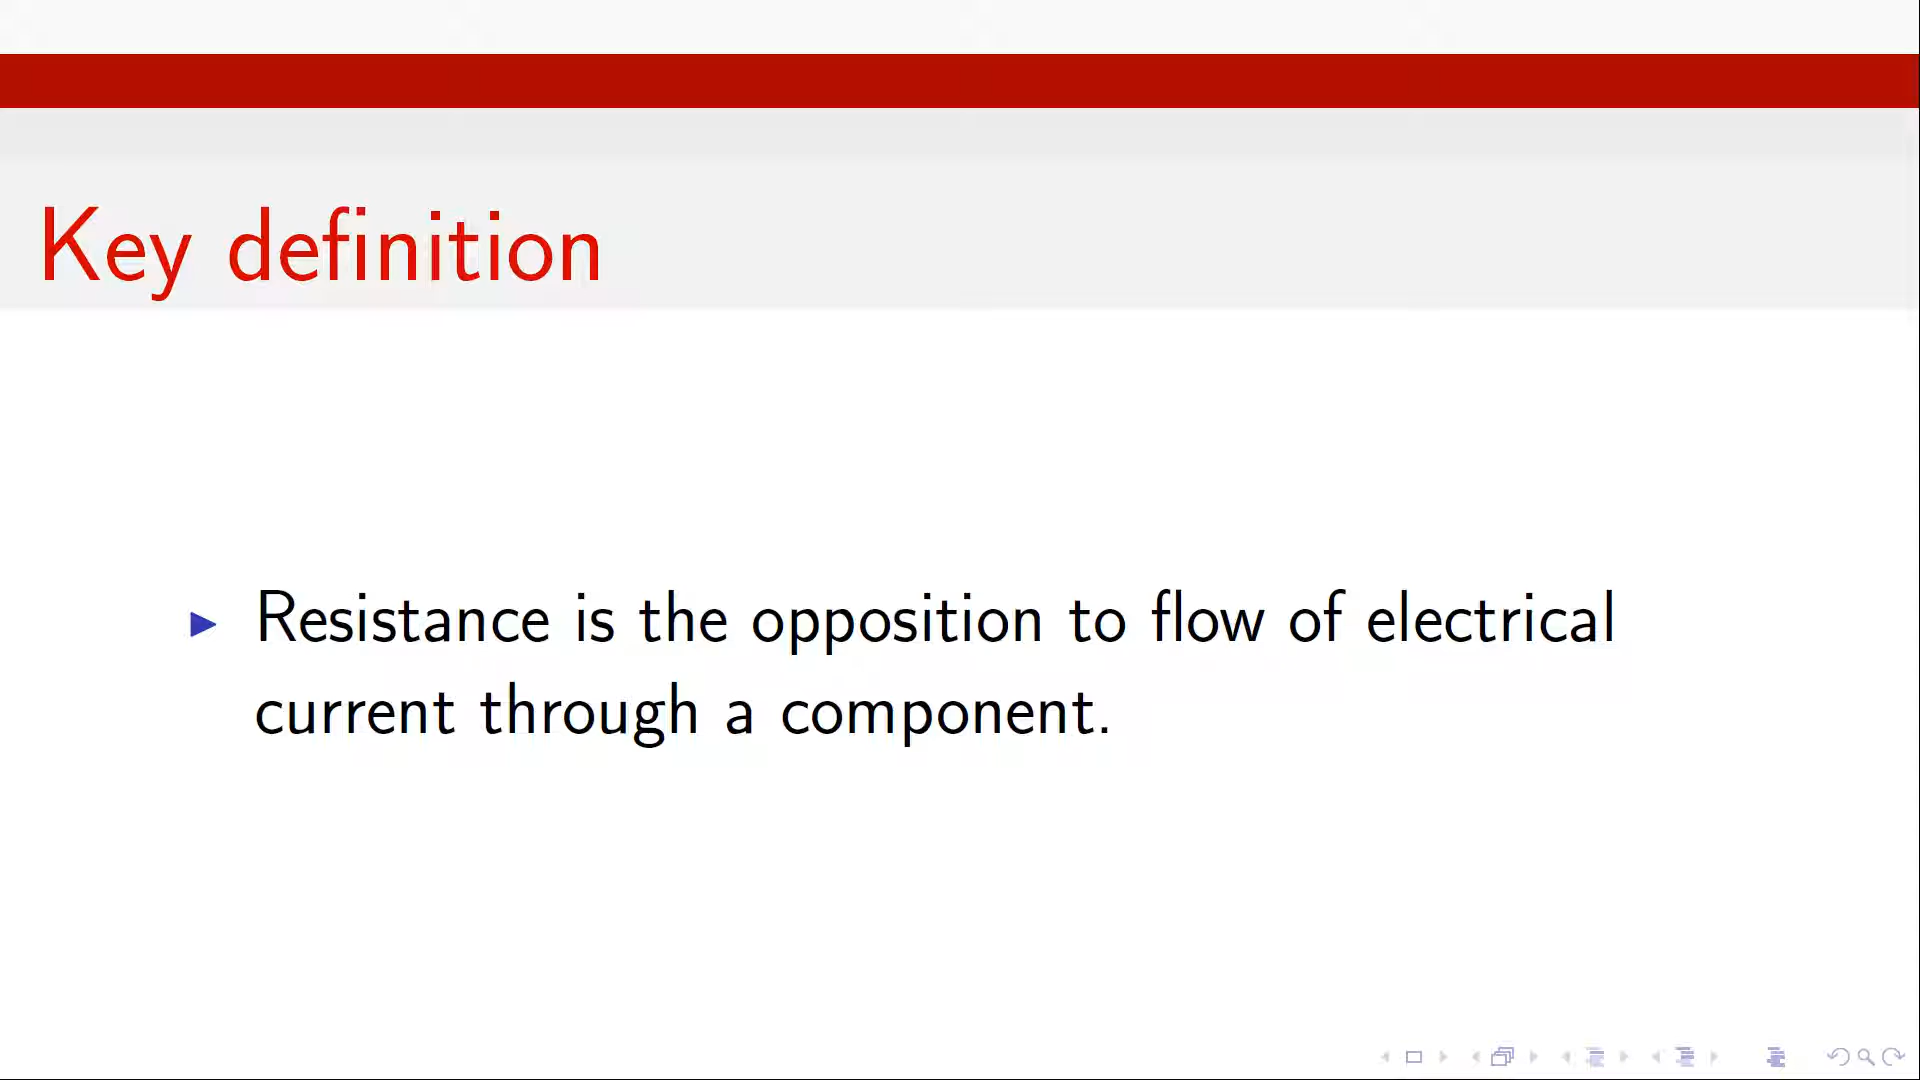 Key definition
Resistance is the opposition to flow of electrical
current through a component.